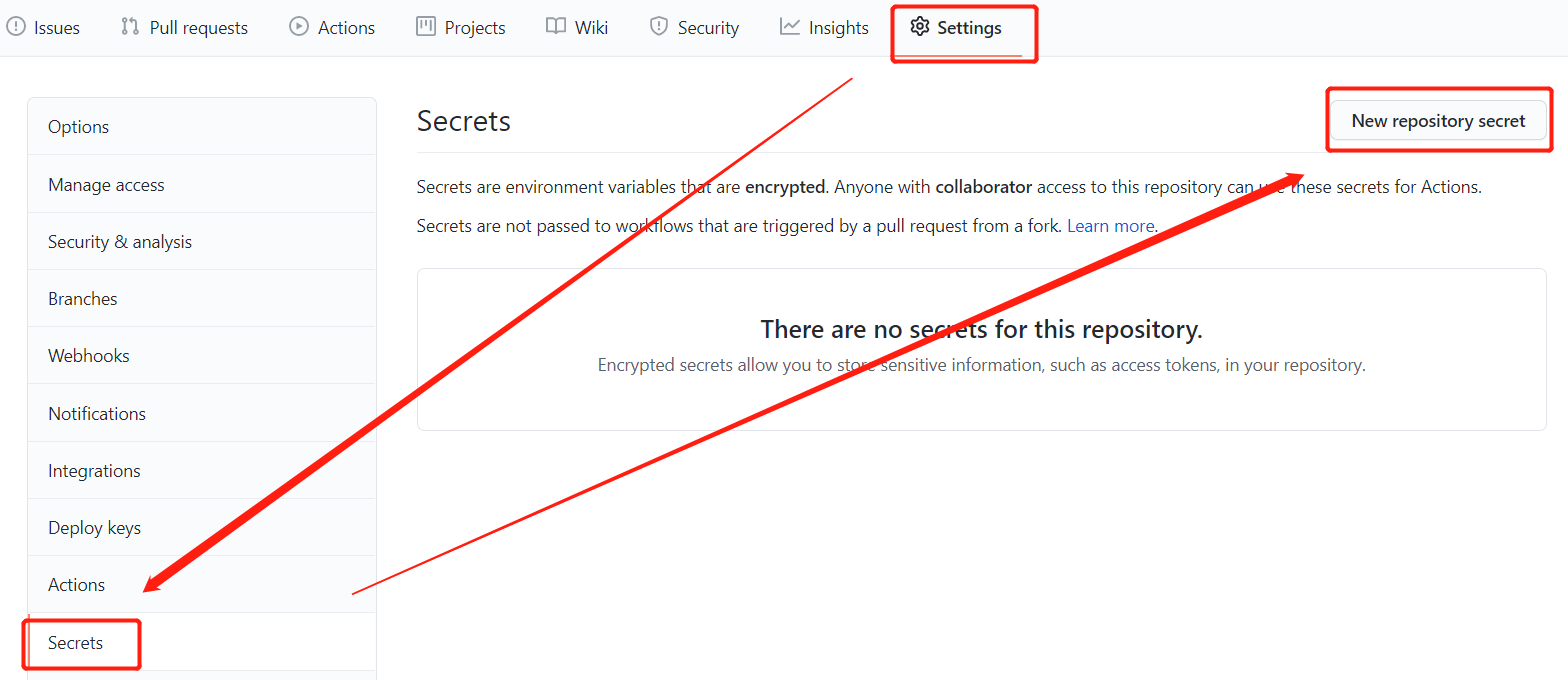 Issues Pull requests Actions Projects Wiki Security Insights Settings
Options
Manage access
Security & analysis
Branches
Webhooks
Notifications
Integrations
Deploy keys
Actions
Secrets
Secrets
New repository secret
Secrets are environment variables that are encrypted. Anyone with collaborator access to this repository can use these secrets for Actions.
Secrets are not passed to workflows that are triggered by a pull request from a fork. Learn more.
There are no secrets for this repository.
Encrypted secrets allow you to store sensitive information, such as access tokens, in your repository.